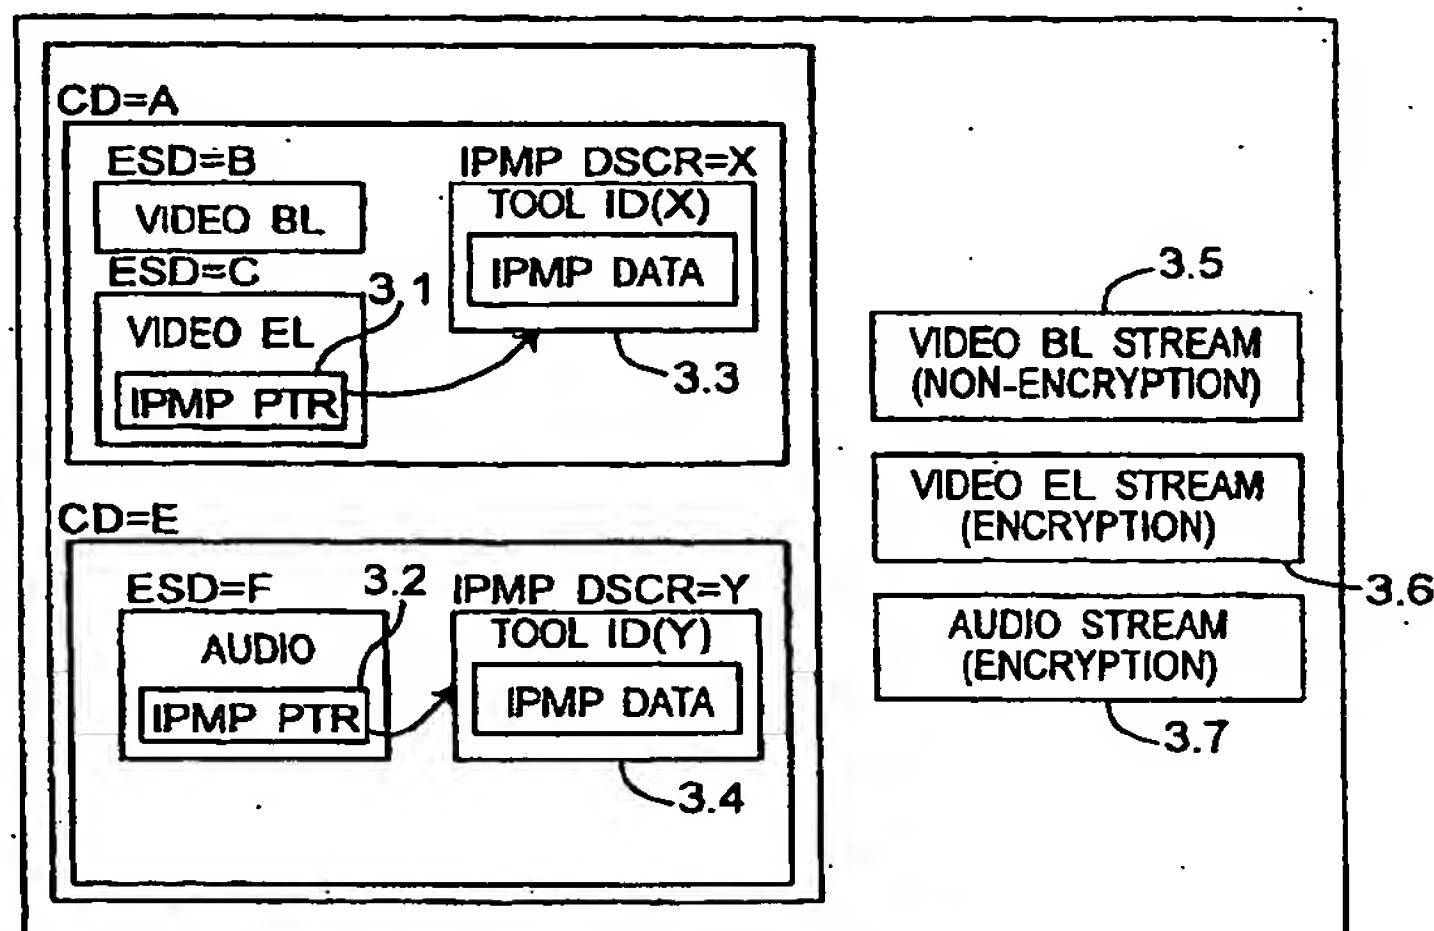 CD=A
ESD=B
VIDEO BL
ESD=C
3.1
VIDEO EL
IPMP PTR
IPMP DSCR=X
TOOL ID(X)
IPMP DATA
3.3
CD=E
ESD=F
3.2
AUDIO
IPMP PTR
IPMP DSCR=Y
TOOL ID(Y)
IPMP DATA
3.4
3.5
VIDEO BL STREAM
(NON-ENCRYPTION)
VIDEO EL STREAM
(ENCRYPTION)
3.6
AUDIO STREAM
(ENCRYPTION)
3.7